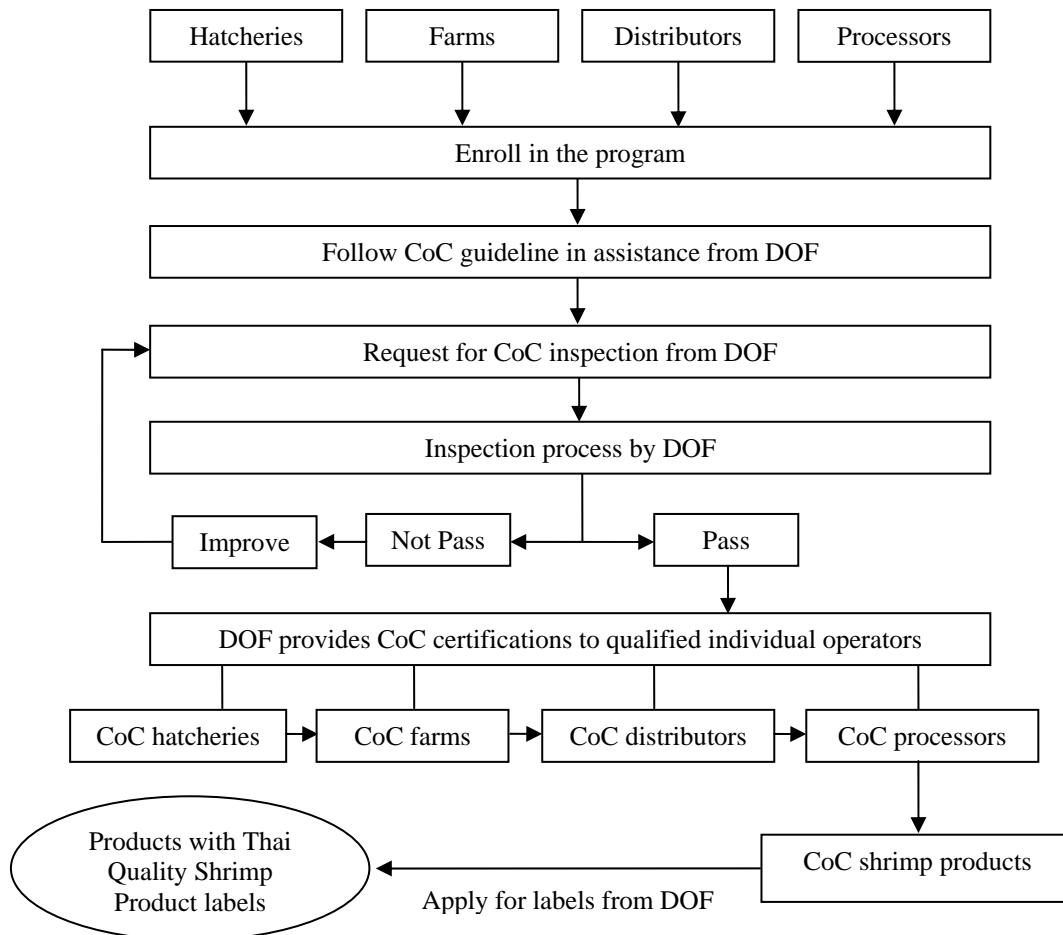 Hatcheries
Farms
Distributors
Processors
Enroll in the program
Follow CoC guideline in assistance from DOF
Request for CoC inspection from DOF
Inspection process by DOF
Improve
Not Pass
Pass
DOF provides CoC certifications to qualified individual operators
CoC hatcheries
CoC farms
CoC distributors
CoC processors
Products with Thai
Quality Shrimp
Product labels
Apply for labels from DOF
CoC shrimp products